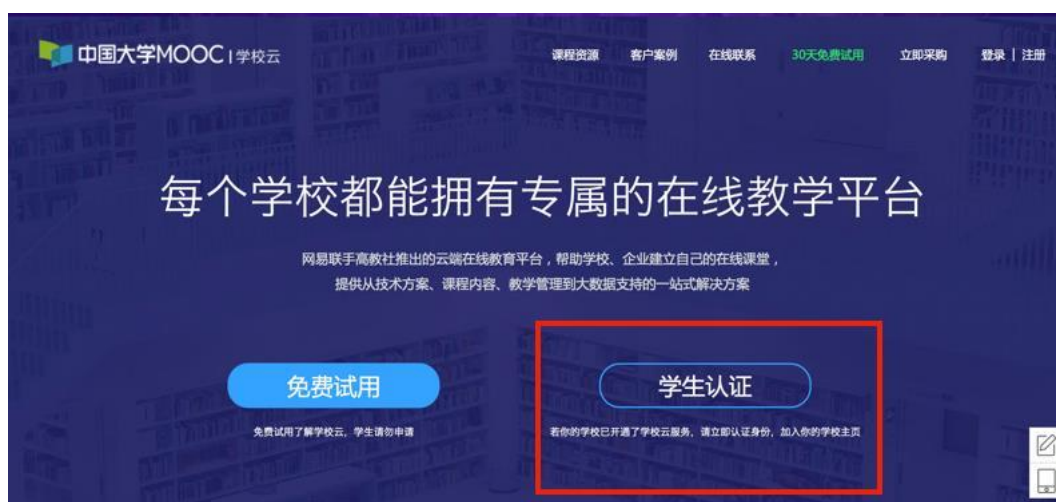 中国大学MOOC | 学校云
课程资源 客户案例 在线联系 30天免费试用 立即采购 登录 | 注册
每个学校都能拥有专属的在线教学平台
网易联手高教社推出的云端在线教育平台，帮助学校、企业建立自己的在线课堂，
提供从技术方案、课程内容、教学管理到大数据支持的一站式解决方案
免费试用 学生认证
免费试用了解学校云，学生请勿申请 若你的学校已开通了学校云服务，请立即认证身份，加入你的学校主页